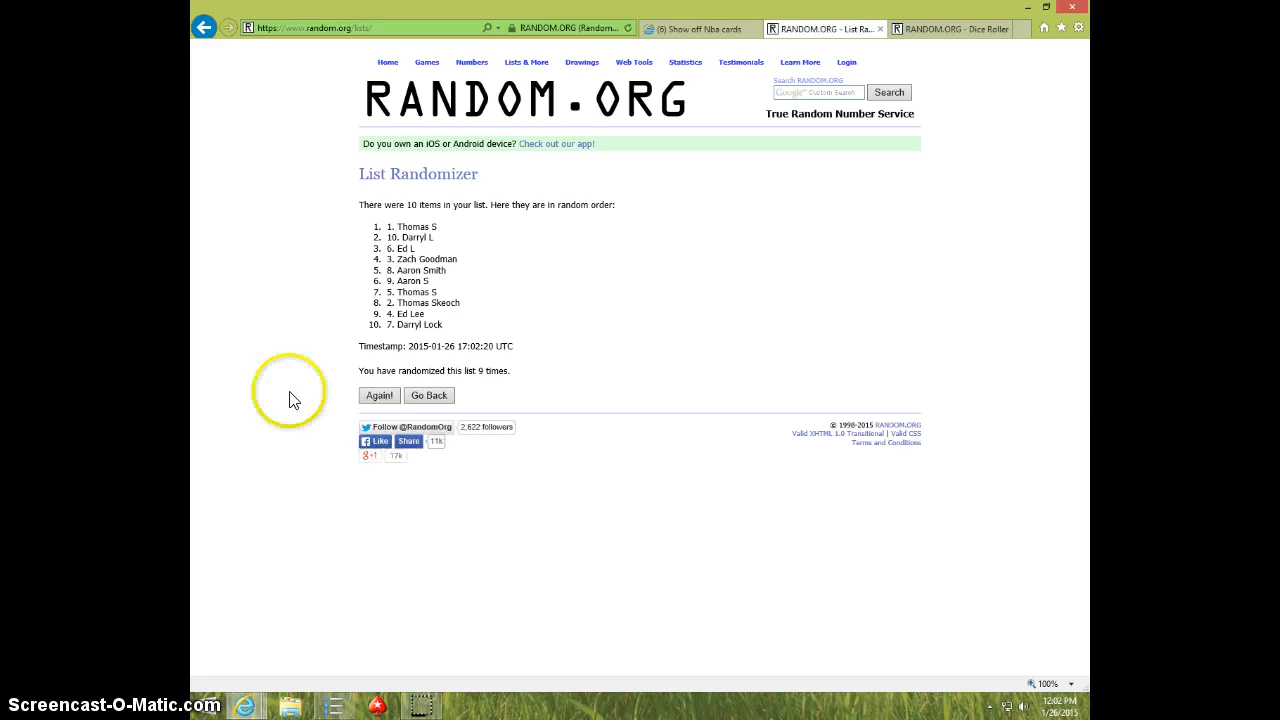 https://www.random.org/lists/
RANDOM.ORG (Random...
(6) Show off Nba cards
RANDOM.ORG - List Ra...
RANDOM.ORG - Dice Roller
Home Games Numbers Lists & More Drawings Web Tools Statistics Testimonials Learn More Login
RANDOM.ORG
Search RANDOM.ORG
Google™ Custom Search
Search
True Random Number Service
Do you own an iOS or Android device? Check out our app!
List Randomizer
There were 10 items in your list. Here they are in random order:
1. 1. Thomas S
2. 10. Darryl L
3. 6. Ed L
4. 3. Zach Goodman
5. 8. Aaron Smith
6. 9. Aaron S
7. 5. Thomas S
8. 2. Thomas Skeoch
9. 4. Ed Lee
10. 7. Darryl Lock
Timestamp: 2015-01-26 17:02:20 UTC
You have randomized this list 9 times.
Again! Go Back
Follow @RandomOrg 2,622 followers
Like Share 11k
g+1 17k
© 1998-2015 RANDOM.ORG
Valid XHTML 1.0 Transitional | Valid CSS
Terms and Conditions
100%
12:02 PM
1/26/2015
Screencast-O-Matic.com